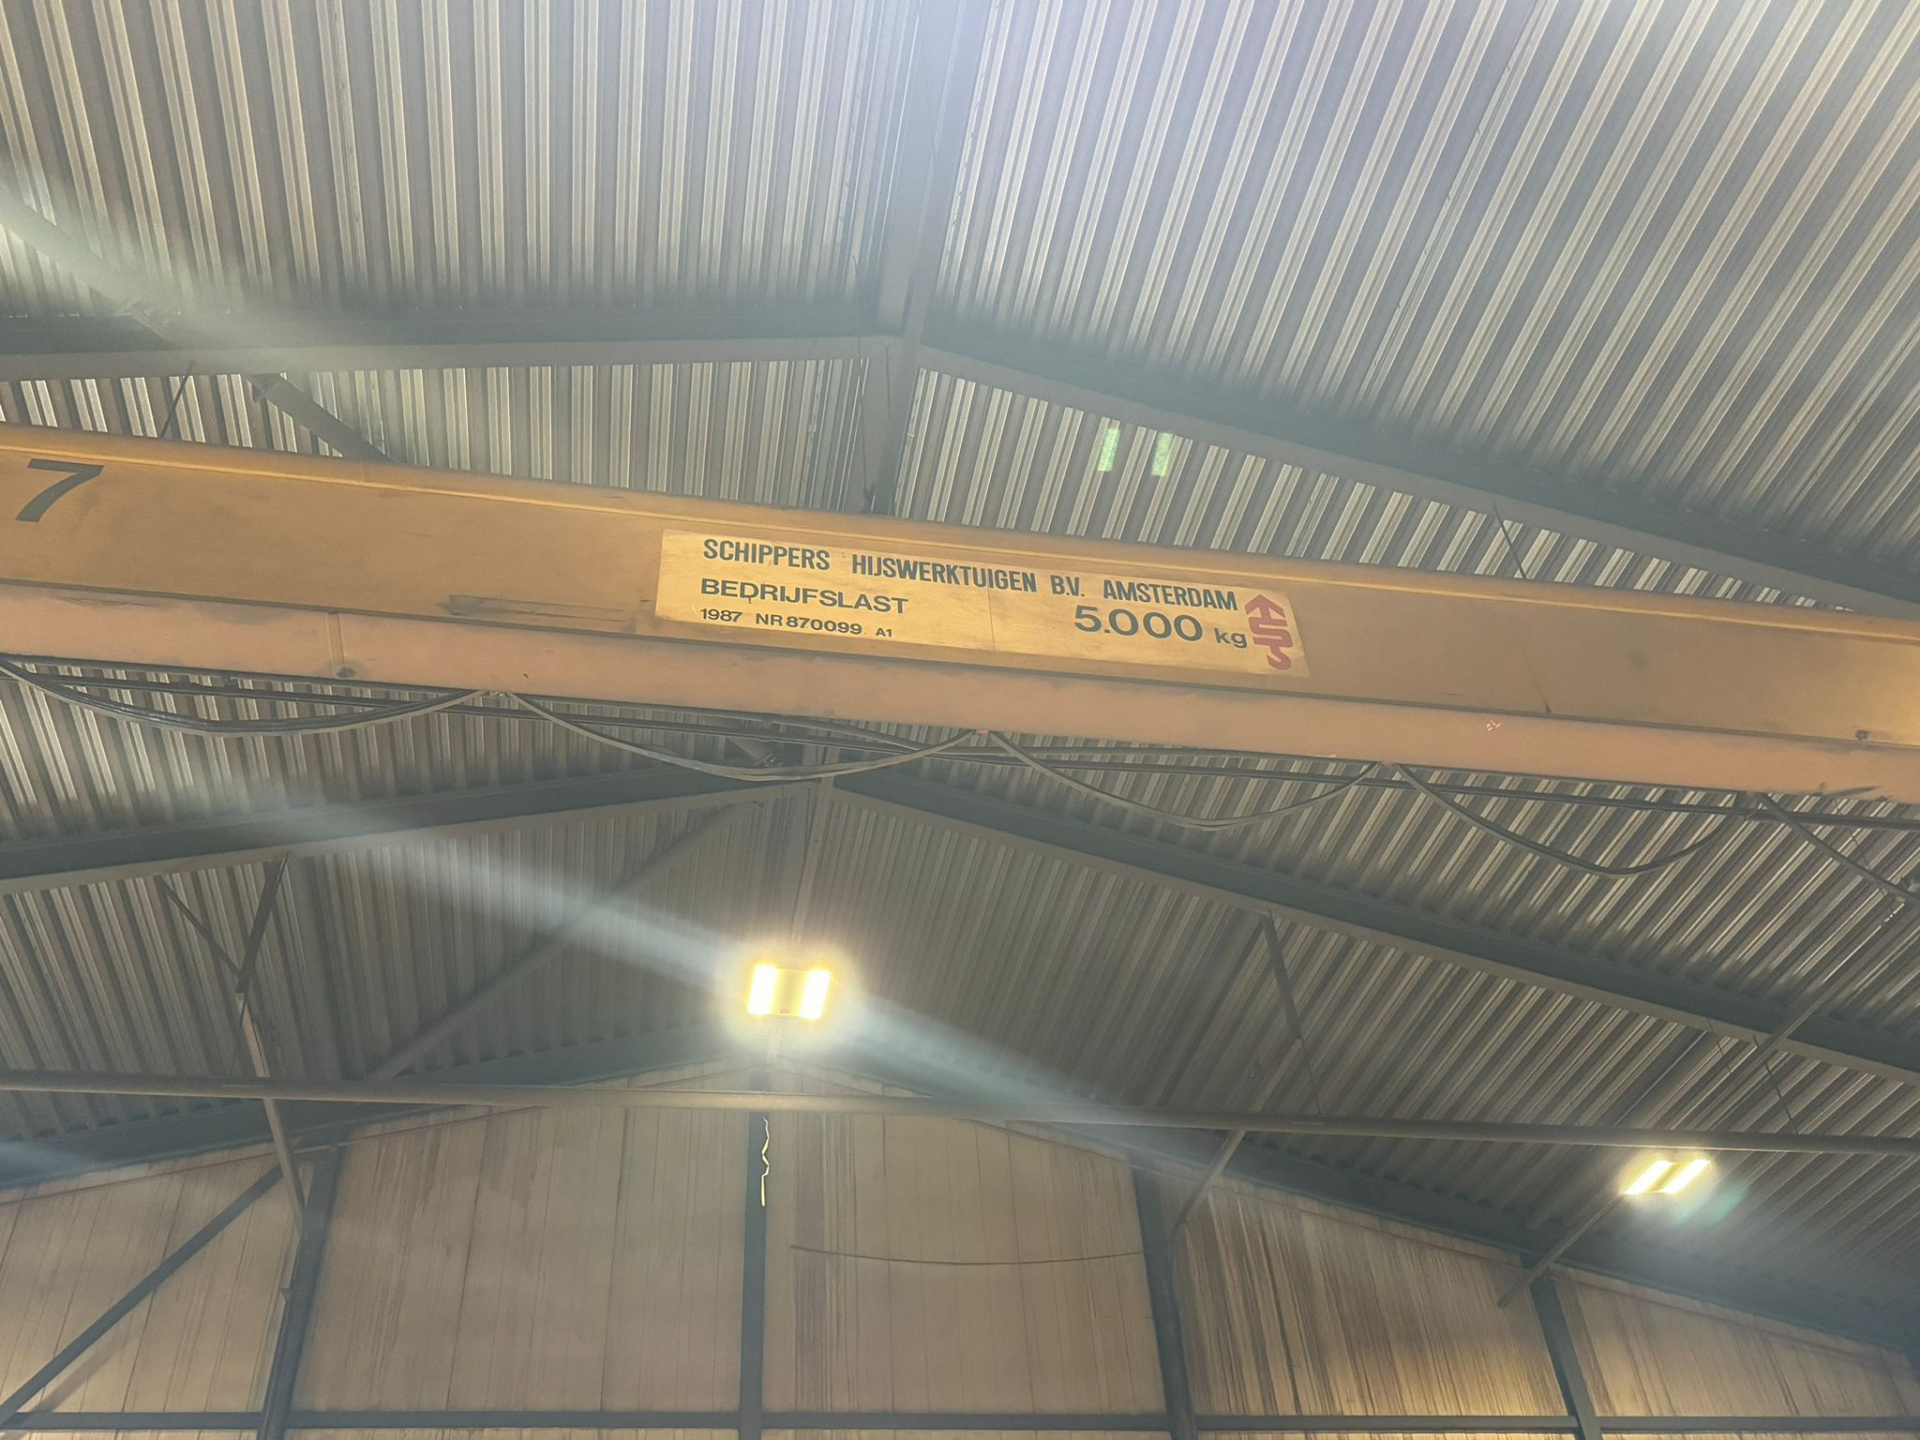 7
SCHIPPERS HIJSWERKTUIGEN B.V. AMSTERDAM
BEDRIJFSLAST 5.000 kg
1987 NR 870099 A1